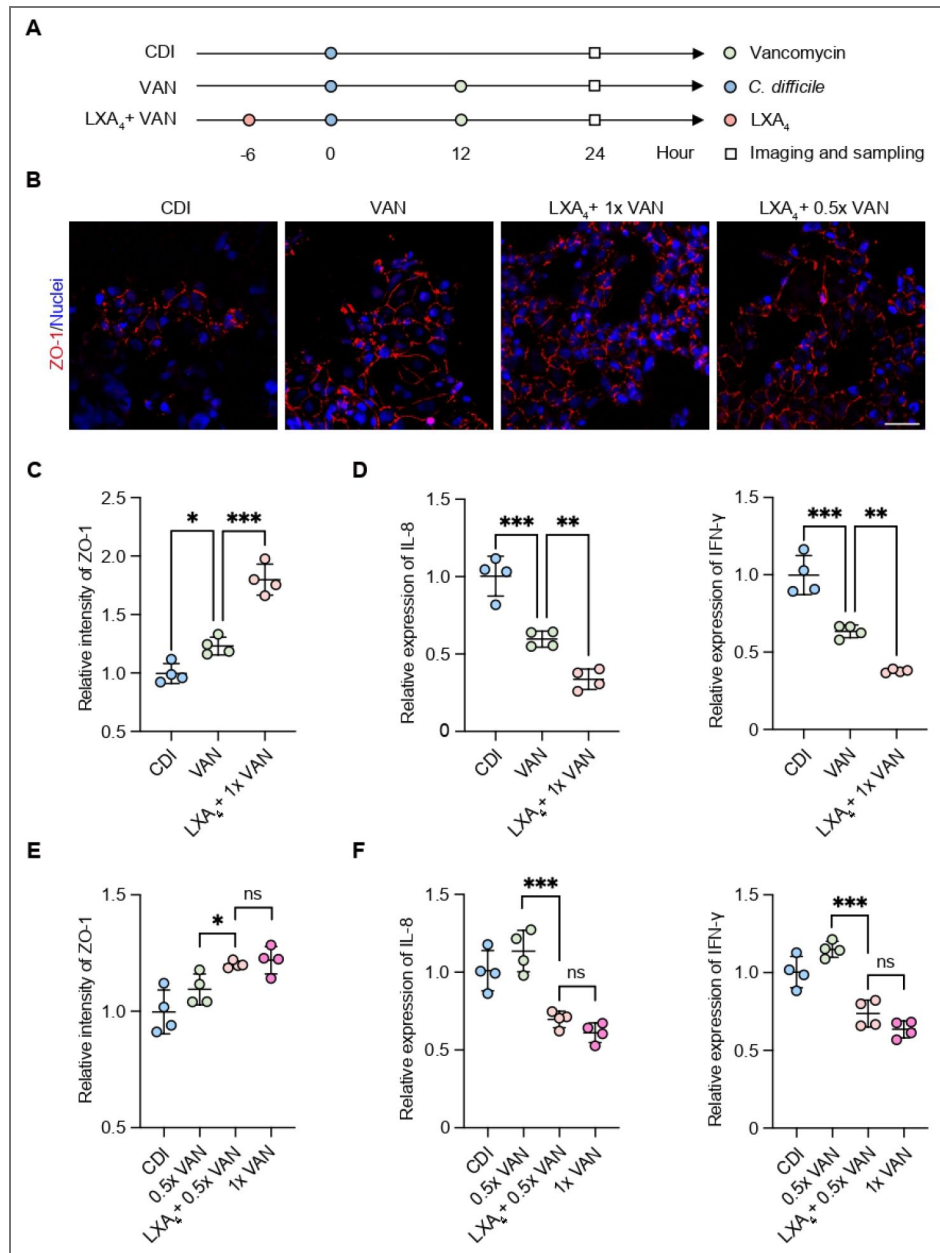 A
CDI
VAN
LXA₄+ VAN
-6
0
12
24
Hour
Vancomycin
C. difficile
LXA₄
Imaging and sampling
B
CDI
VAN
LXA₄+ 1x VAN
LXA₄+ 0.5x VAN
ZO-1/Nuclei
C
Relative intensity of ZO-1
2.5
2.0
1.5
1.0
0.5
*
***
CDI
VAN
LXA₄+ 1x VAN
D
Relative expression of IL-8
1.5
1.0
0.5
0
***
**
CDI
VAN
LXA₄+ 1x VAN
Relative expression of IFN-γ
1.5
1.0
0.5
0
***
**
CDI
VAN
LXA₄+ 1x VAN
E
Relative intensity of ZO-1
1.5
1.0
0.5
*
ns
CDI
0.5x VAN
LXA₄+ 0.5x VAN
1x VAN
F
Relative expression of IL-8
1.5
1.0
0.5
0
***
ns
CDI
0.5x VAN
LXA₄+ 0.5x VAN
1x VAN
Relative expression of IFN-γ
1.5
1.0
0.5
0
***
ns
CDI
0.5x VAN
LXA₄+ 0.5x VAN
1x VAN